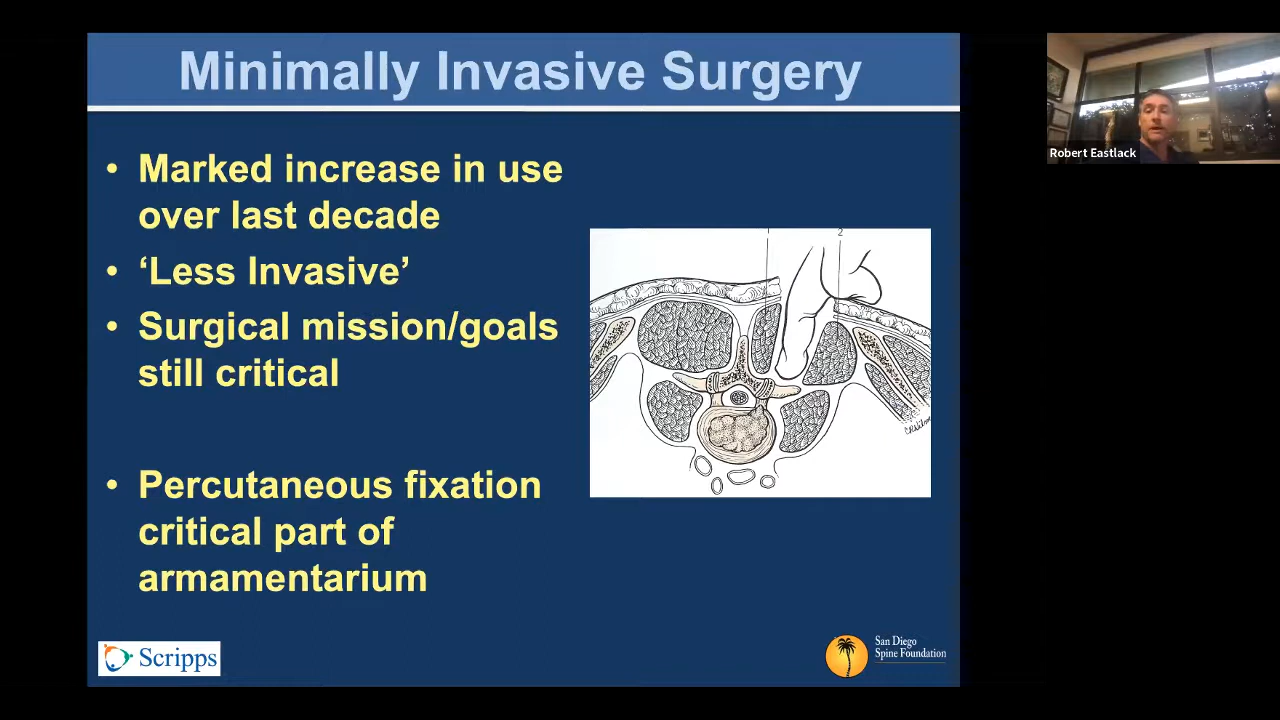 Minimally Invasive Surgery
• Marked increase in use
over last decade
• ‘Less Invasive’
• Surgical mission/goals
still critical
• Percutaneous fixation
critical part of
armamentarium
2
Scripps
San Diego
Spine Foundation
Robert Eastlack